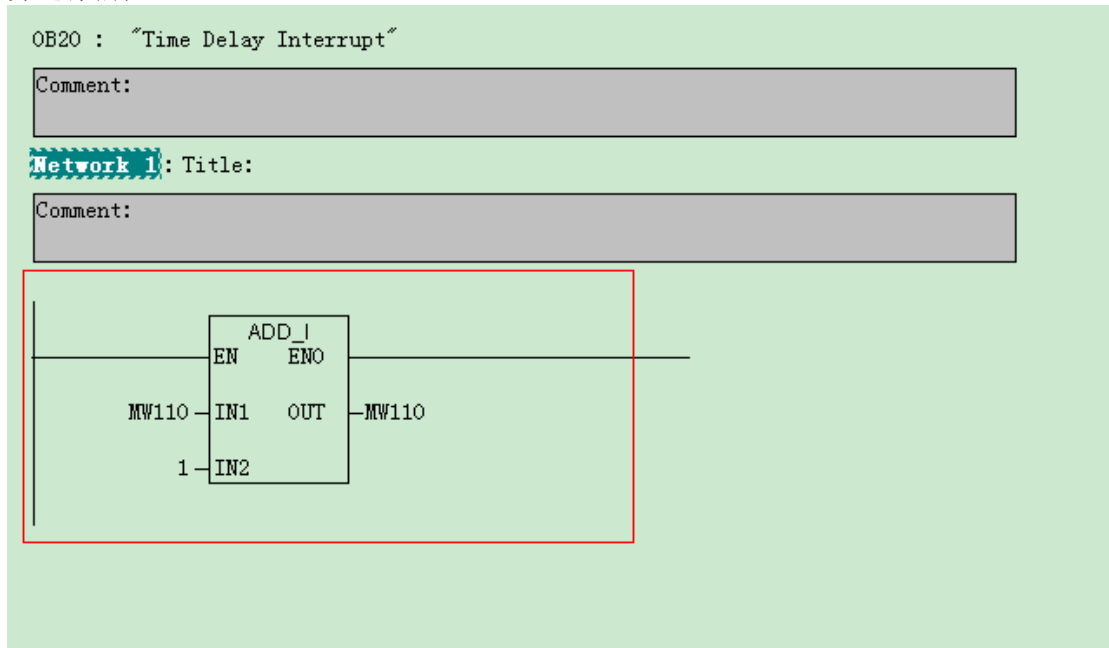 OB20 : "Time Delay Interrupt"
Comment:
Network 1: Title:
Comment:
ADD_I
EN ENO
MW110 IN1 OUT MW110
1 IN2